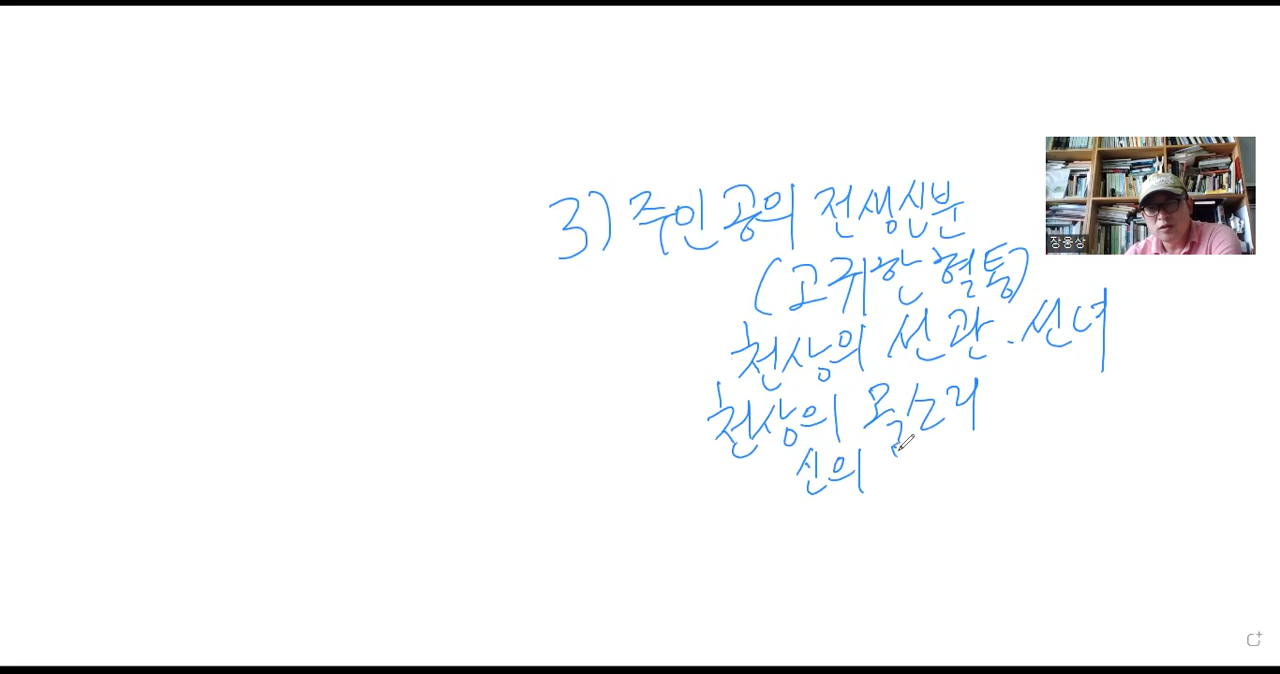 3) 주인공의 전생신분
(고귀한 혈통)
천상의 선관·선녀
천상의 목소리
신의
장용상